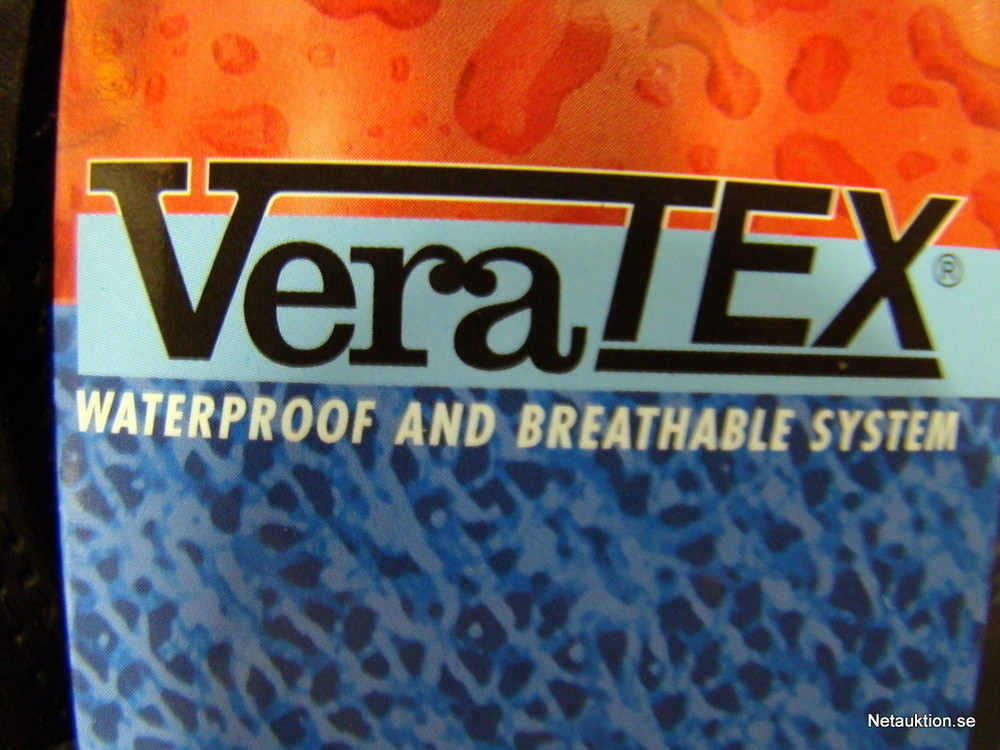 VeraTEX®
WATERPROOF AND BREATHABLE SYSTEM
Netauktion.se